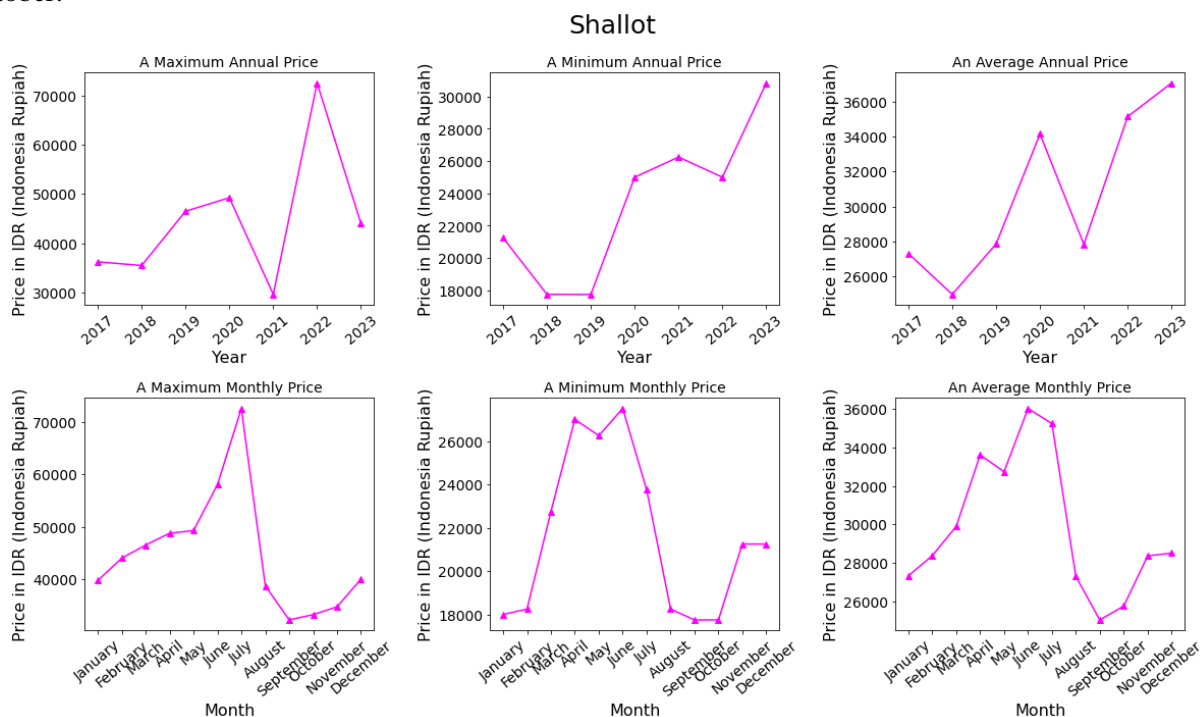 Shallot
A Maximum Annual Price
Price in IDR (Indonesia Rupiah)
70000
60000
50000
40000
30000
2017 2018 2019 2020 2021 2022 2023
Year
A Minimum Annual Price
Price in IDR (Indonesia Rupiah)
30000
28000
26000
24000
22000
20000
18000
2017 2018 2019 2020 2021 2022 2023
Year
An Average Annual Price
Price in IDR (Indonesia Rupiah)
36000
34000
32000
30000
28000
26000
2017 2018 2019 2020 2021 2022 2023
Year
A Maximum Monthly Price
Price in IDR (Indonesia Rupiah)
70000
60000
50000
40000
January February March April May June July August September October November December
Month
A Minimum Monthly Price
Price in IDR (Indonesia Rupiah)
26000
24000
22000
20000
18000
January February March April May June July August September October November December
Month
An Average Monthly Price
Price in IDR (Indonesia Rupiah)
36000
34000
32000
30000
28000
26000
January February March April May June July August September October November December
Month